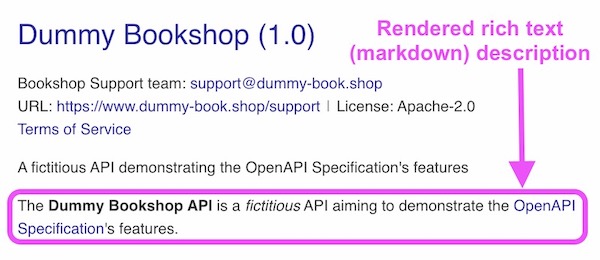 Dummy Bookshop (1.0)
Rendered rich text
(markdown) description
Bookshop Support team: support@dummy-book.shop
URL: https://www.dummy-book.shop/support | License: Apache-2.0
Terms of Service
A fictitious API demonstrating the OpenAPI Specification's features
The Dummy Bookshop API is a fictitious API aiming to demonstrate the OpenAPI
Specification's features.